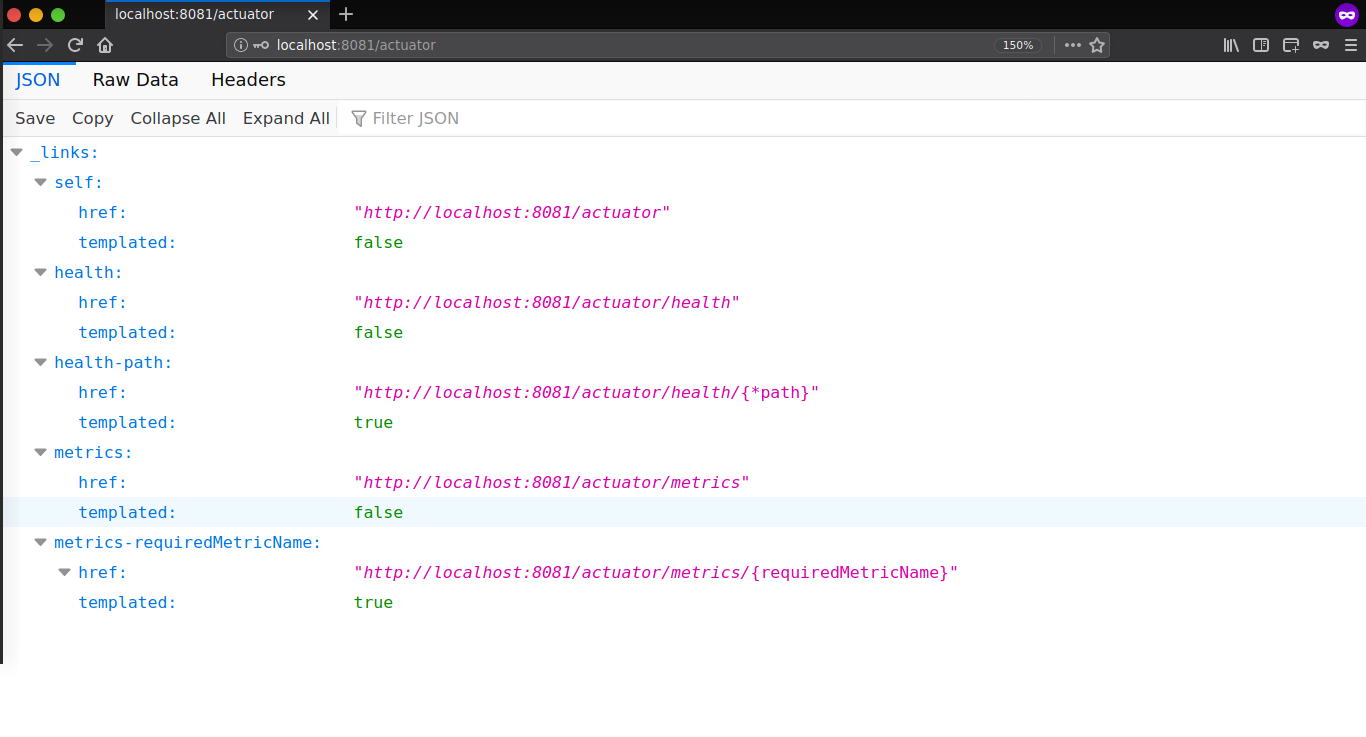 localhost:8081/actuator
localhost:8081/actuator 150%
JSON Raw Data Headers
Save Copy Collapse All Expand All Filter JSON
_links:
self:
href: "http://localhost:8081/actuator"
templated: false
health:
href: "http://localhost:8081/actuator/health"
templated: false
health-path:
href: "http://localhost:8081/actuator/health/{*path}"
templated: true
metrics:
href: "http://localhost:8081/actuator/metrics"
templated: false
metrics-requiredMetricName:
href: "http://localhost:8081/actuator/metrics/{requiredMetricName}"
templated: true